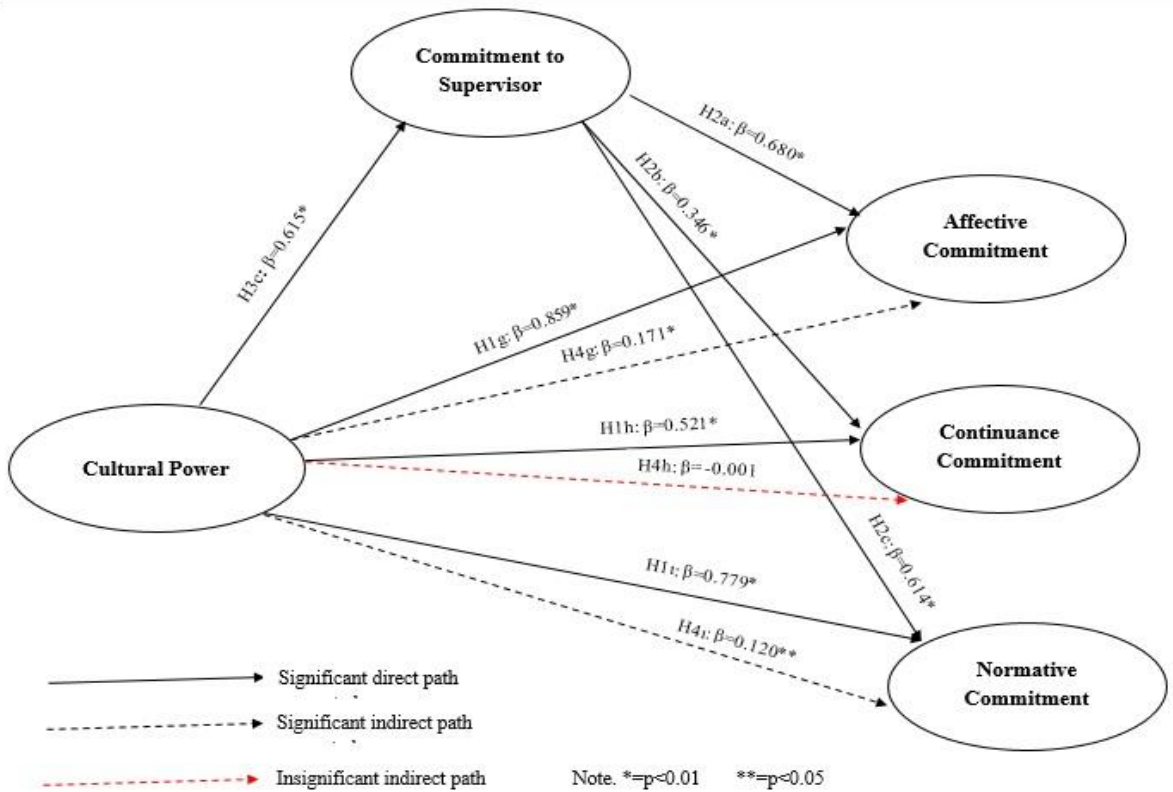 Commitment to
Supervisor
H2a: β=0.680*
H2b: β=0.346*
Affective
Commitment
H3c: β=0.615*
H1g: β=0.859*
H4g: β=0.171*
H1h: β=0.521*
Continuance
Commitment
Cultural Power
H4h: β=-0.001
H2c: β=0.614*
H1ı: β=0.779*
H4ı: β=0.120**
Normative
Commitment
Significant direct path
Significant indirect path
Insignificant indirect path
Note. *=p<0.01 **=p<0.05